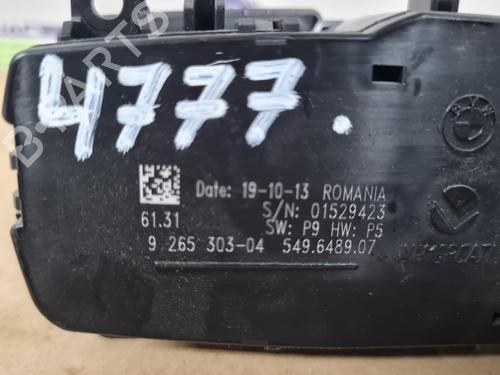 4777.
Date: 19-10-13 ROMANIA
61.31 S/N: 01529423
SW: P9 HW: P5
9 265 303-04 549.6489.07
B-PARTS